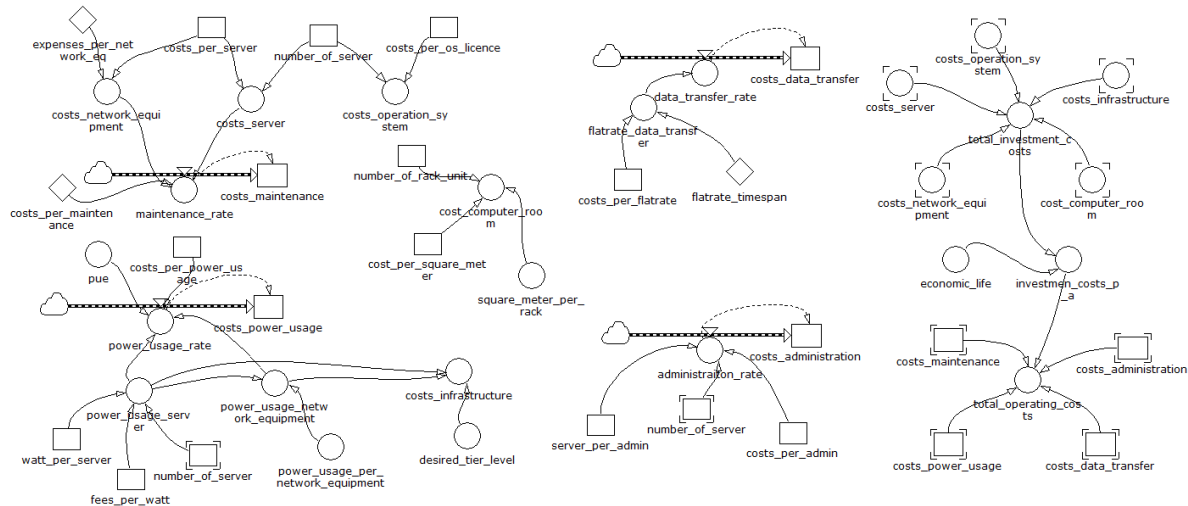 expenses_per_net
work_eq
costs_per_server
number_of_server
costs_per_os_licence
costs_network_equi
pment
costs_server
costs_operation_sy
stem
costs_per_mainten
ance
maintenance_rate
costs_maintenance
number_of_rack_unit
cost_computer_roo
m
cost_per_square_met
er
square_meter_per_
rack
pue
costs_per_power_us
age
costs_power_usage
power_usage_rate
power_usage_serv
er
power_usage_netw
ork_equipment
costs_infrastructure
watt_per_server
fees_per_watt
number_of_server
power_usage_per_
network_equipment
desired_tier_level
costs_data_transfer
data_transfer_rate
flatrate_data_transf
er
costs_per_flatrate
flatrate_timespan
costs_administration
administraiton_rate
server_per_admin
number_of_server
costs_per_admin
costs_operation_sy
stem
costs_server
costs_infrastructure
total_investment_c
osts
costs_network_equi
pment
cost_computer_roo
m
economic_life
investmen_costs_p
_a
costs_maintenance
costs_administration
total_operating_co
sts
costs_power_usage
costs_data_transfer